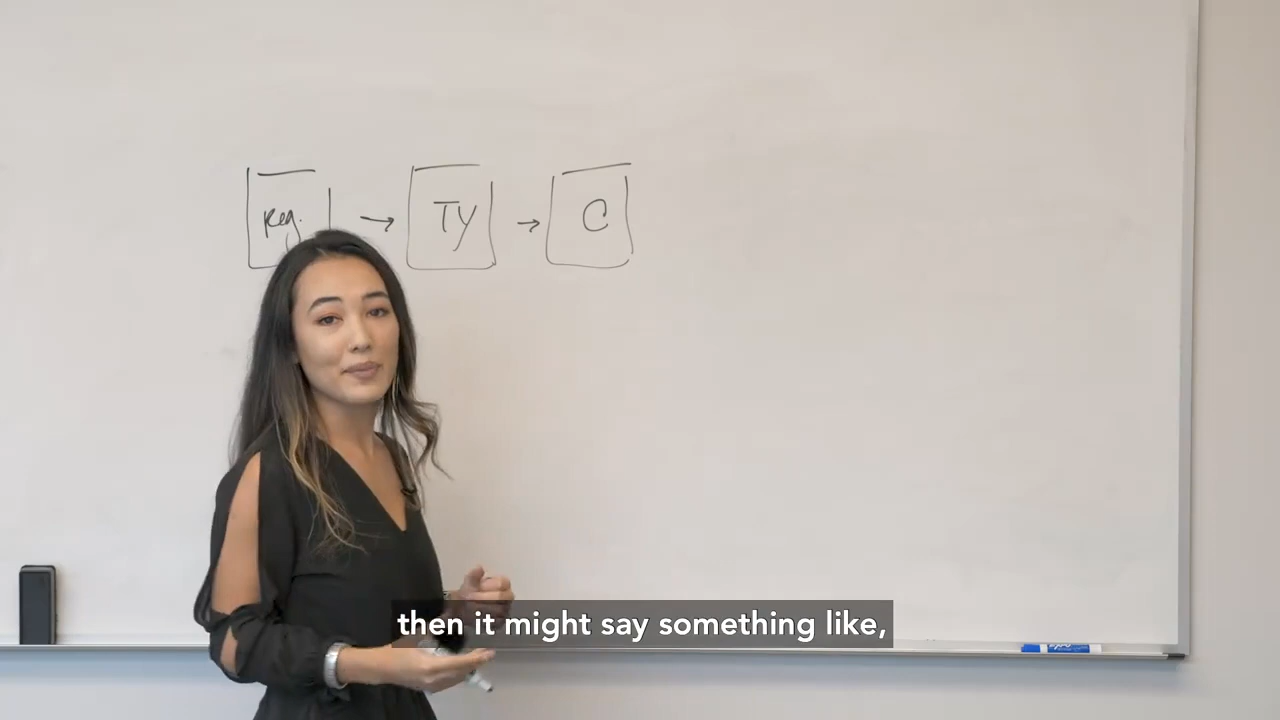 Reg. → TY → C
then it might say something like,